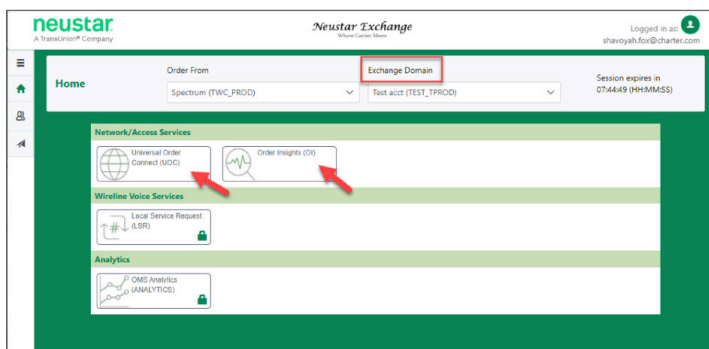 neustar
A TransUnion® Company
Neustar Exchange
Where Carrier Meets
Logged in as:
shavoyah.fox@charter.com
Home
Order From
Spectrum (TWC_PROD)
Exchange Domain
Test acct (TEST_TPROD)
Session expires in
07:44:49 (HH:MM:SS)
Network/Access Services
Universal Order
Connect (UOC)
Order Insights (OI)
Wireline Voice Services
Local Service Request
(LSR)
Analytics
OMS Analytics
(ANALYTICS)